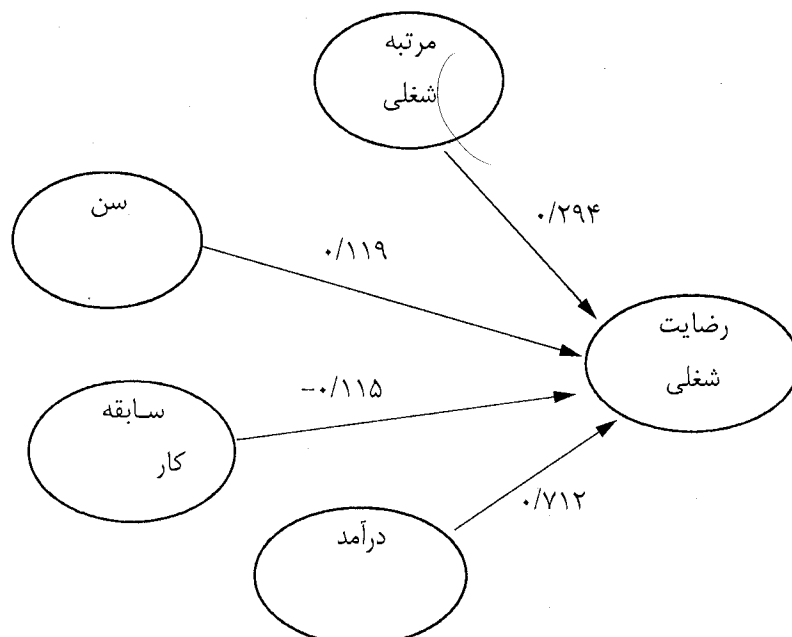 مرتبه
شغلی
سن
۰/۲۹۴
۰/۱۱۹
رضایت
شغلی
-۰/۱۱۵
سابقه
کار
۰/۷۱۲
درآمد